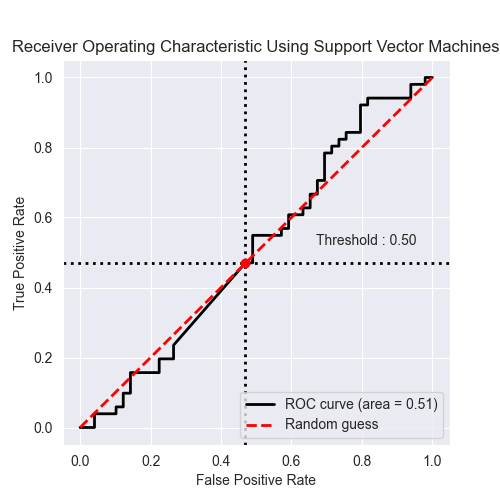 Receiver Operating Characteristic Using Support Vector Machines
1.0
0.8
0.6
0.4
0.2
0.0
True Positive Rate
Threshold : 0.50
ROC curve (area = 0.51)
Random guess
0.0 0.2 0.4 0.6 0.8 1.0
False Positive Rate